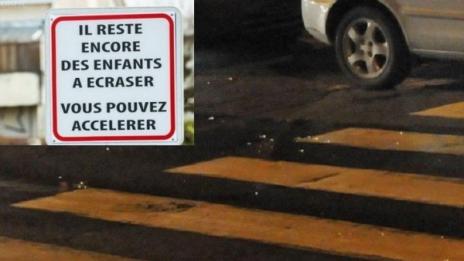 IL RESTE
ENCORE
DES ENFANTS
A ECRASER
VOUS POUVEZ
ACCELERER